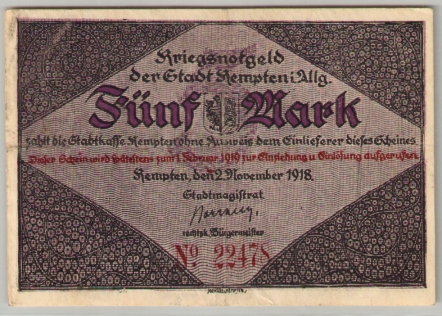 Kriegsnotgeld
der Stadt Kempten i. Allg.
Fünf Mark
zahlt die Stadtkasse Kempten ohne Ausweis dem Einlieferer dieses Scheines
Dieser Schein wird spätestens zum 1. Februar 1919 zur Einziehung u. Einlösung aufgerufen.
Kempten, den 2. November 1918.
Stadtmagistrat
rechtsk. Bürgermeister
No 22478